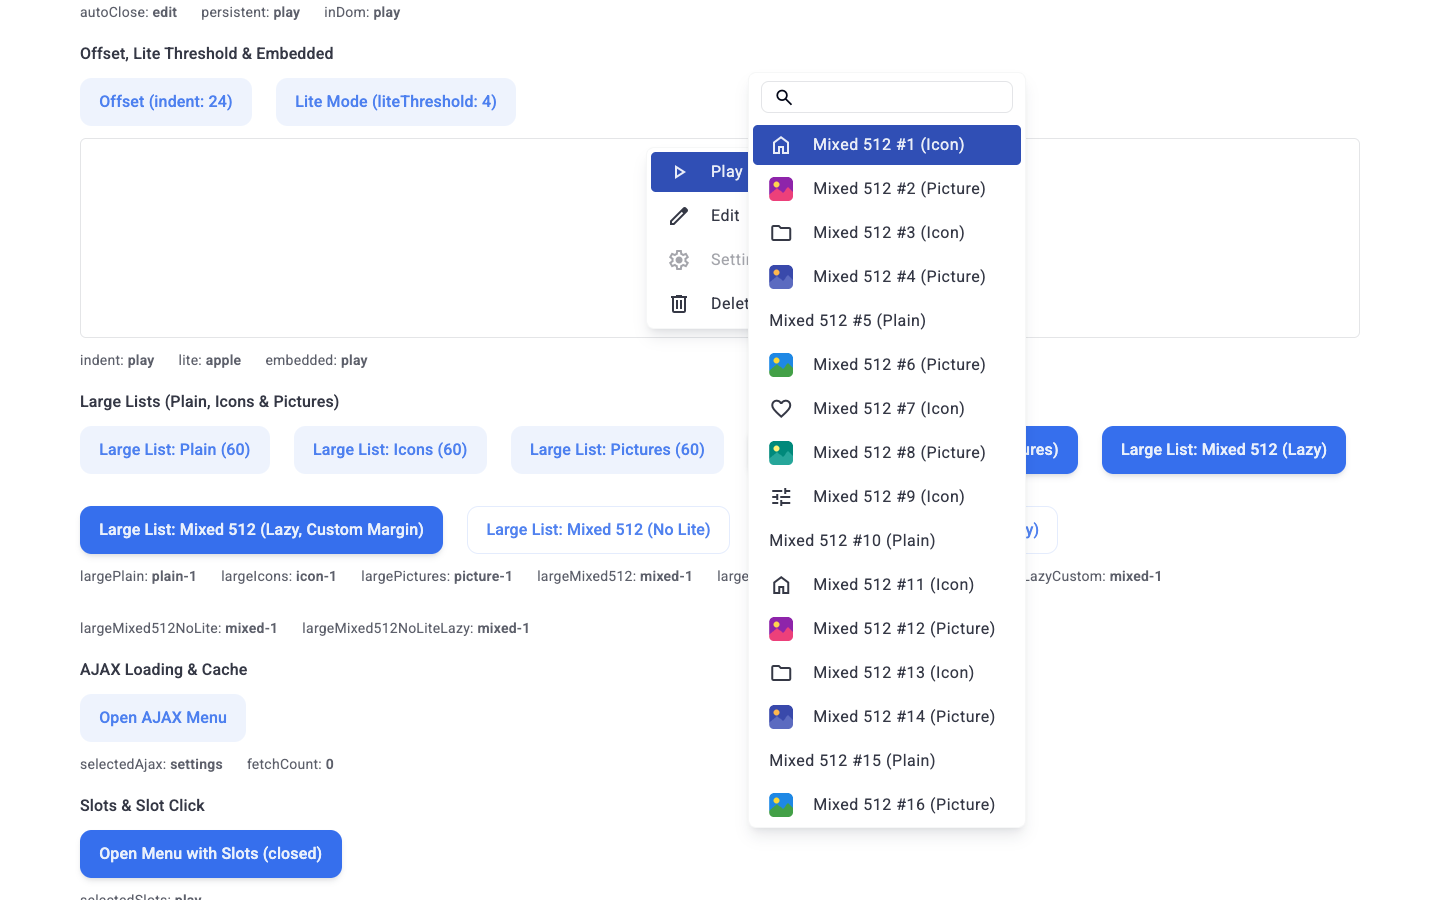 autoClose: edit persistent: play inDom: play
Offset, Lite Threshold & Embedded
Offset (indent: 24)
Lite Mode (liteThreshold: 4)
Play
Edit
Delet
indent: play lite: apple embedded: play
Large Lists (Plain, Icons & Pictures)
Large List: Plain (60)
Large List: Icons (60)
Large List: Pictures (60)
ures)
Large List: Mixed 512 (Lazy)
Large List: Mixed 512 (Lazy, Custom Margin)
Large List: Mixed 512 (No Lite)
y)
largePlain: plain-1 largeIcons: icon-1 largePictures: picture-1 largeMixed512: mixed-1 large LazyCustom: mixed-1
largeMixed512NoLite: mixed-1 largeMixed512NoLiteLazy: mixed-1
AJAX Loading & Cache
Open AJAX Menu
selectedAjax: settings fetchCount: 0
Slots & Slot Click
Open Menu with Slots (closed)
selectedSlots: play
Mixed 512 #1 (Icon)
Mixed 512 #2 (Picture)
Mixed 512 #3 (Icon)
Mixed 512 #4 (Picture)
Mixed 512 #5 (Plain)
Mixed 512 #6 (Picture)
Mixed 512 #7 (Icon)
Mixed 512 #8 (Picture)
Mixed 512 #9 (Icon)
Mixed 512 #10 (Plain)
Mixed 512 #11 (Icon)
Mixed 512 #12 (Picture)
Mixed 512 #13 (Icon)
Mixed 512 #14 (Picture)
Mixed 512 #15 (Plain)
Mixed 512 #16 (Picture)